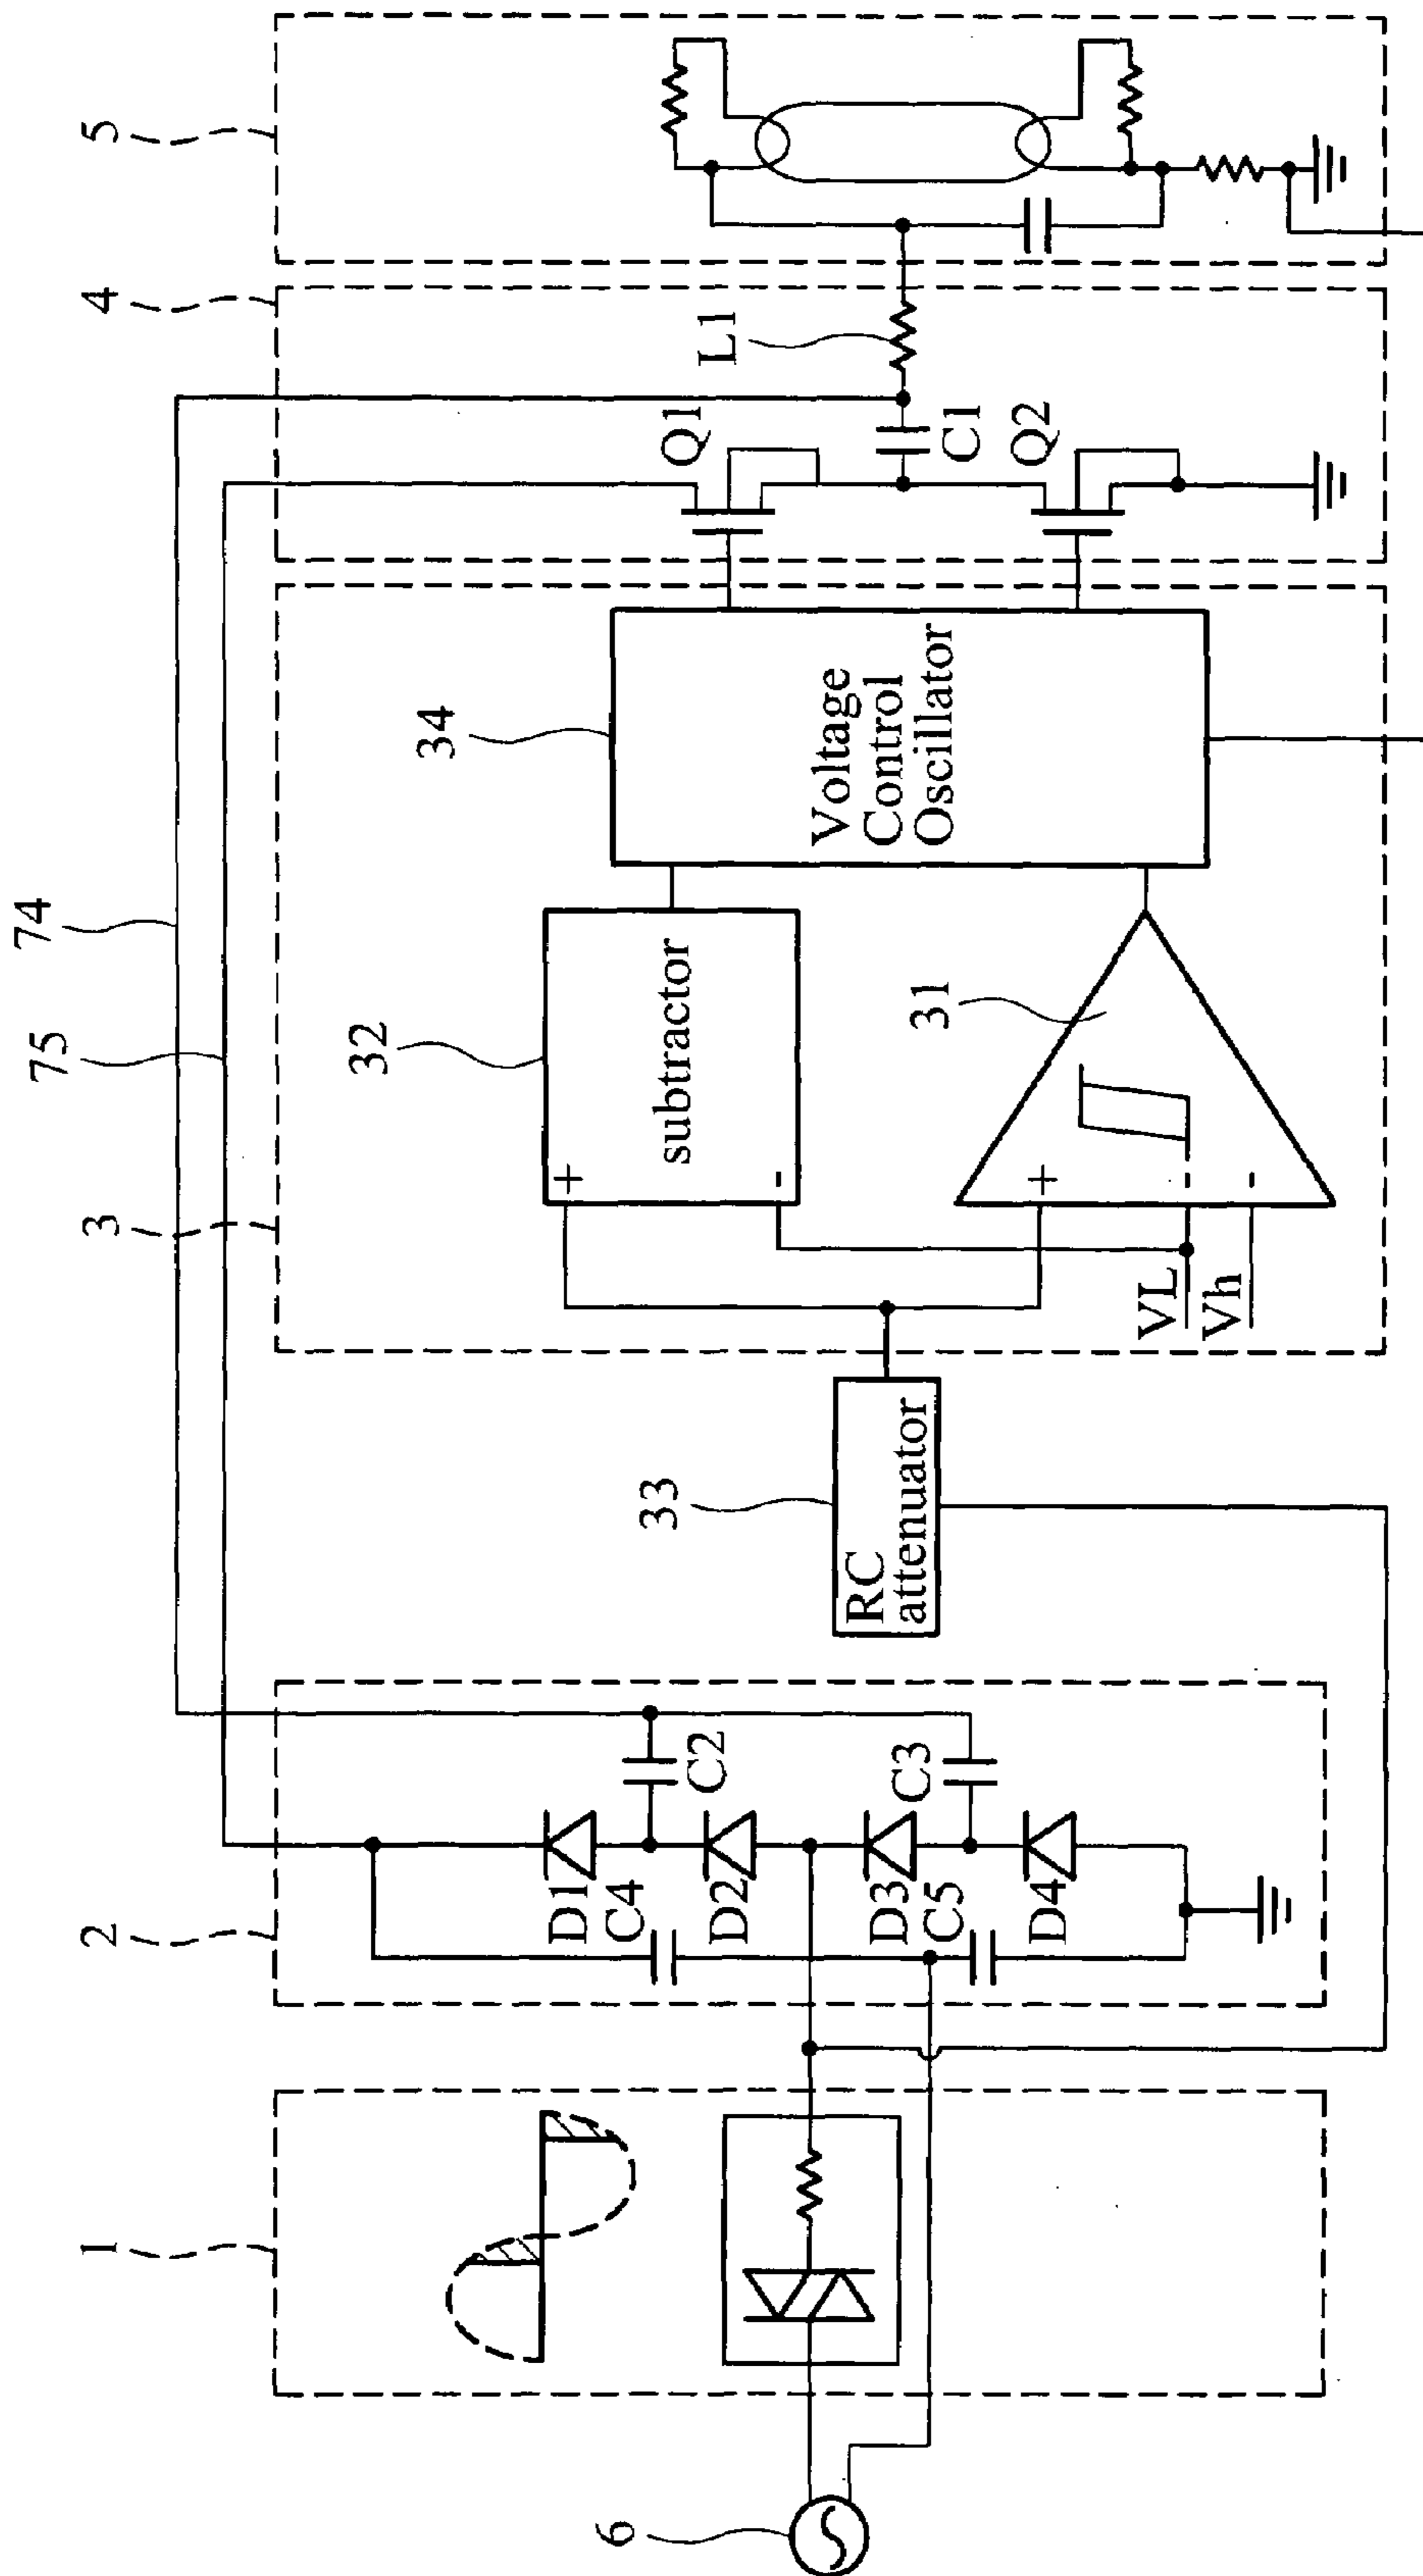 74
75
1
2
3
4
5
6
33
RC
attenuator
32
subtractor
+
-
34
Voltage
Control
Oscillator
31
+
-
-
VL
Vh
D1
C4
D2
C2
D3
C5
D4
C3
Q1
L1
C1
Q2